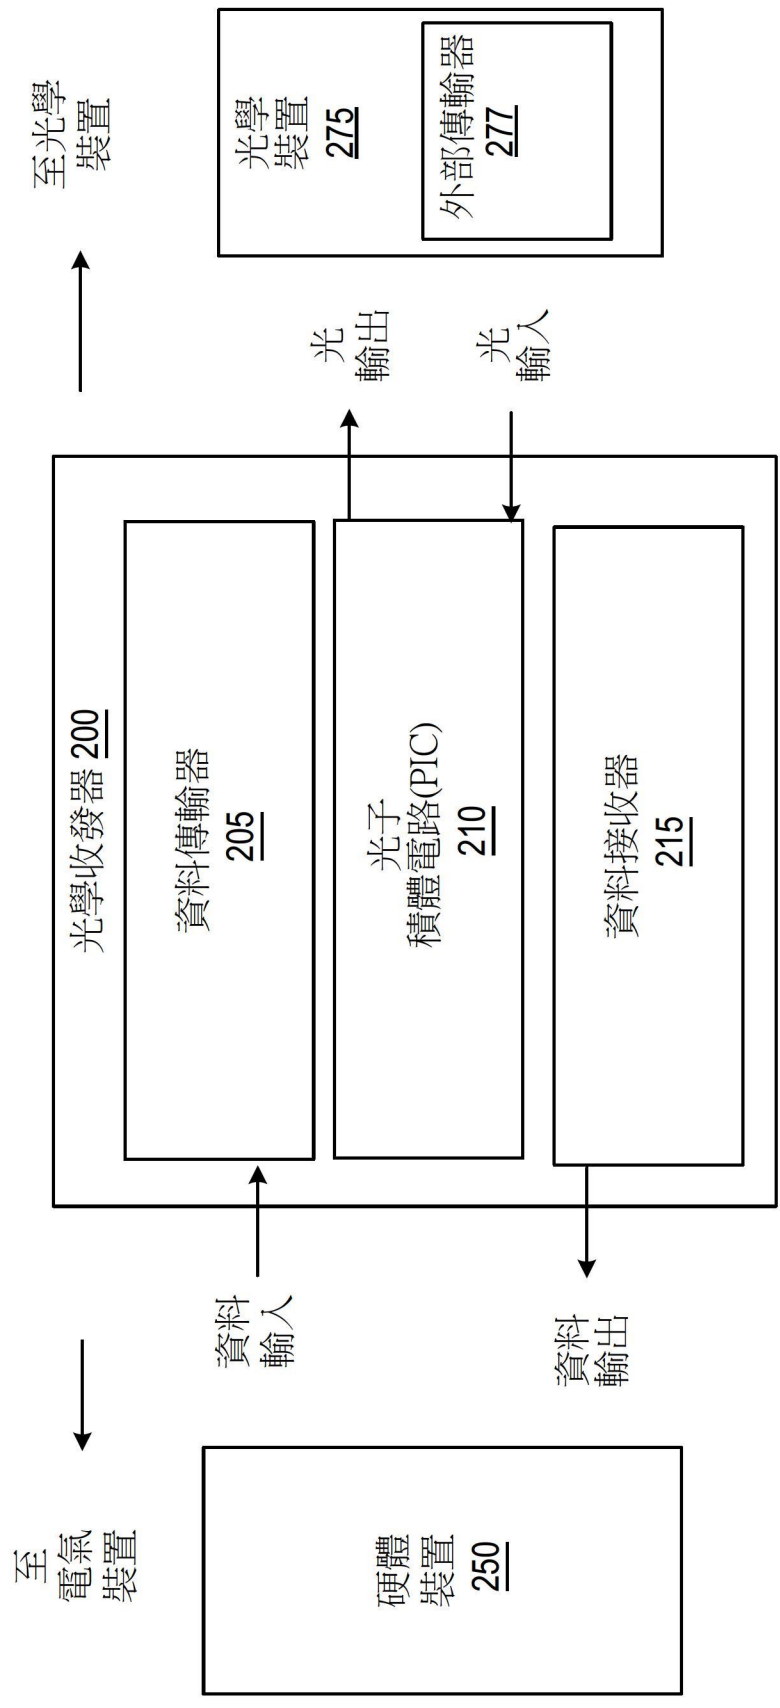 至
電氣
裝置
至光學
裝置
光學收發器 200
資料
輸入
資料傳輸器
205
光
輸出
光學
裝置
275
硬體
裝置
250
光子
積體電路(PIC)
210
光
輸入
外部傳輸器
277
資料
輸出
資料接收器
215